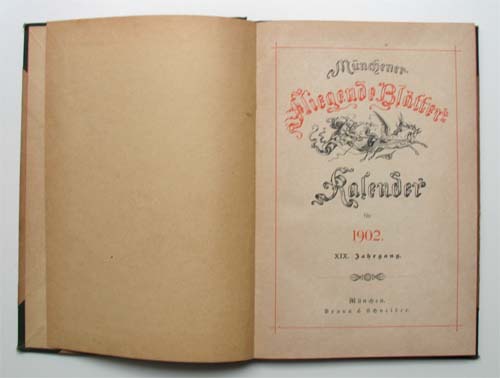 Münchener
Fliegende Blätter
Kalender
für
1902.
XIX. Jahrgang.
München.
Braun & Schneider.